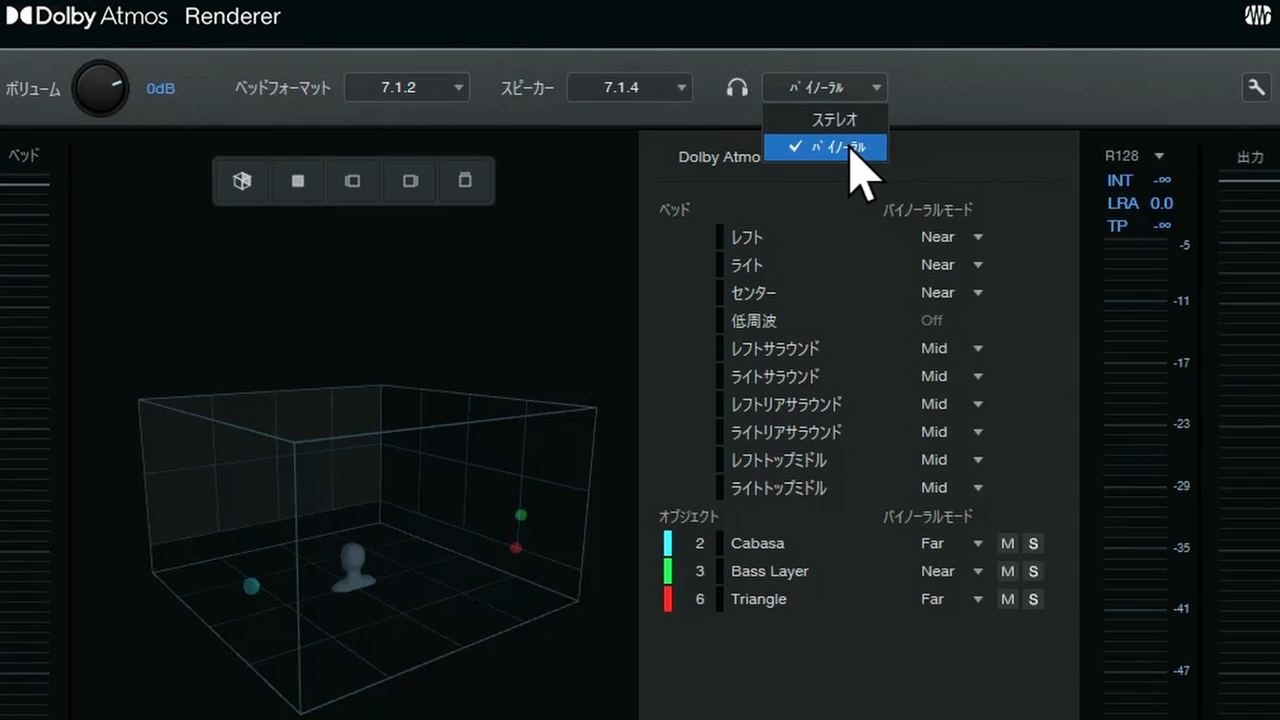 Dolby Atmos Renderer
ボリューム 0dB ベッドフォーマット 7.1.2 スピーカー 7.1.4 バイノーラル
ステレオ
バイノーラル
ベッド
Dolby Atmo
R128
出力
INT -∞
LRA 0.0
TP -∞
ベッド バイノーラルモード
レフト Near
ライト Near
センター Near
低周波 Off
レフトサラウンド Mid
ライトサラウンド Mid
レフトリアサラウンド Mid
ライトリアサラウンド Mid
レフトトップミドル Mid
ライトトップミドル Mid
オブジェクト バイノーラルモード
2 Cabasa Far M S
3 Bass Layer Near M S
6 Triangle Far M S
-5
-11
-17
-23
-29
-35
-41
-47